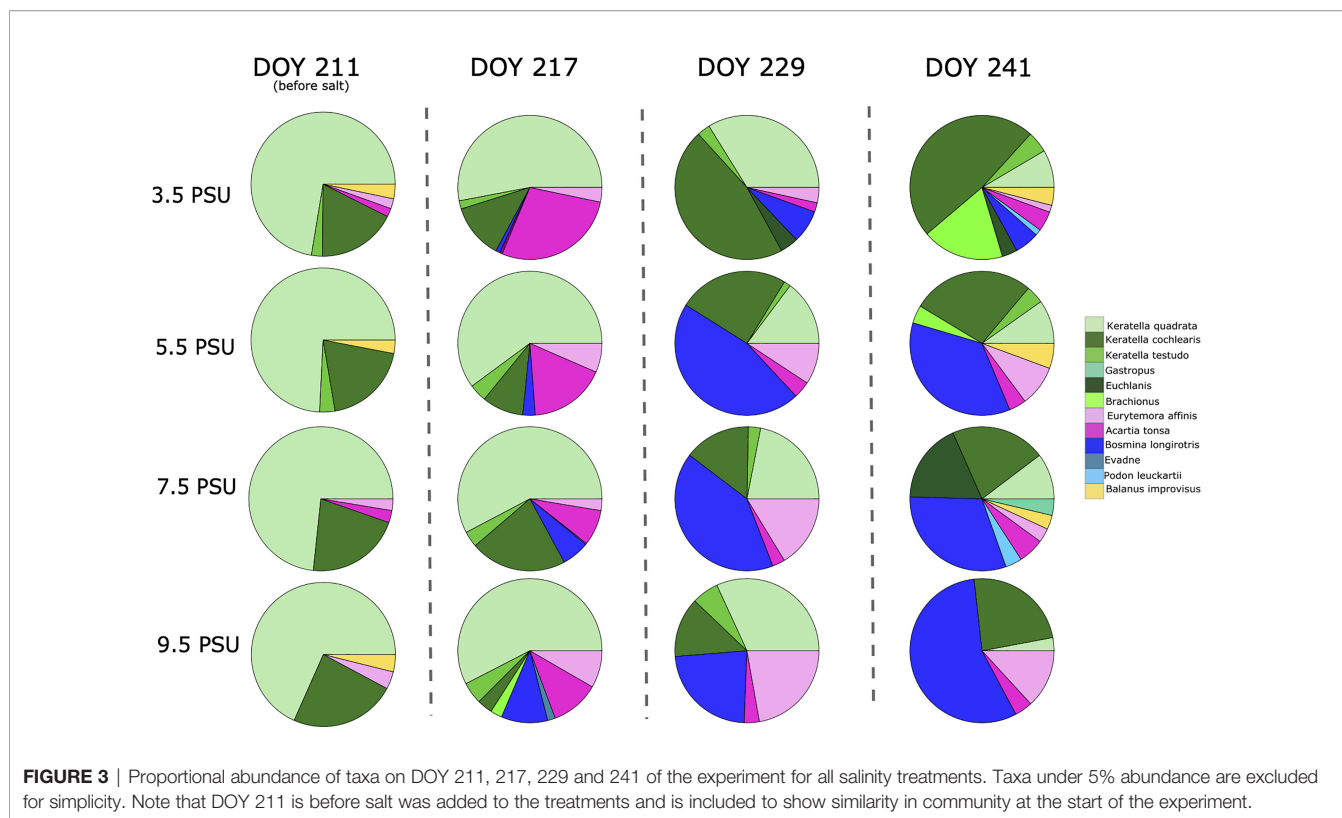 DOY 211
(before salt)
DOY 217
DOY 229
DOY 241
3.5 PSU
5.5 PSU
7.5 PSU
9.5 PSU
Keratella quadrata
Keratella cochlearis
Keratella testudo
Gastropus
Euchlanis
Brachionus
Eurytemora affinis
Acartia tonsa
Bosmina longirotris
Evadne
Podon leuckartii
Balanus improvisus
FIGURE 3 | Proportional abundance of taxa on DOY 211, 217, 229 and 241 of the experiment for all salinity treatments. Taxa under 5% abundance are excluded
for simplicity. Note that DOY 211 is before salt was added to the treatments and is included to show similarity in community at the start of the experiment.